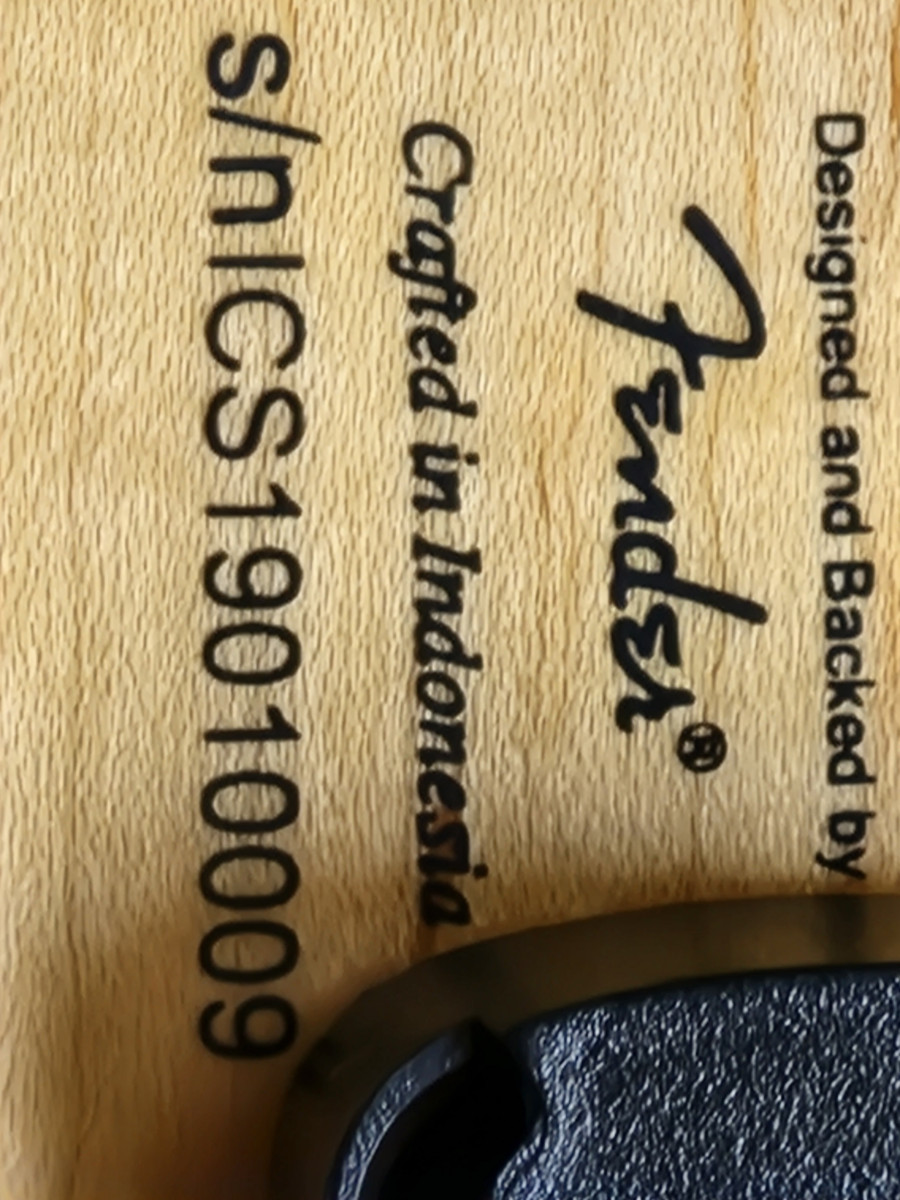 Designed and Backed by
Fender®
Crafted in Indonesia
s/n ICS19010009